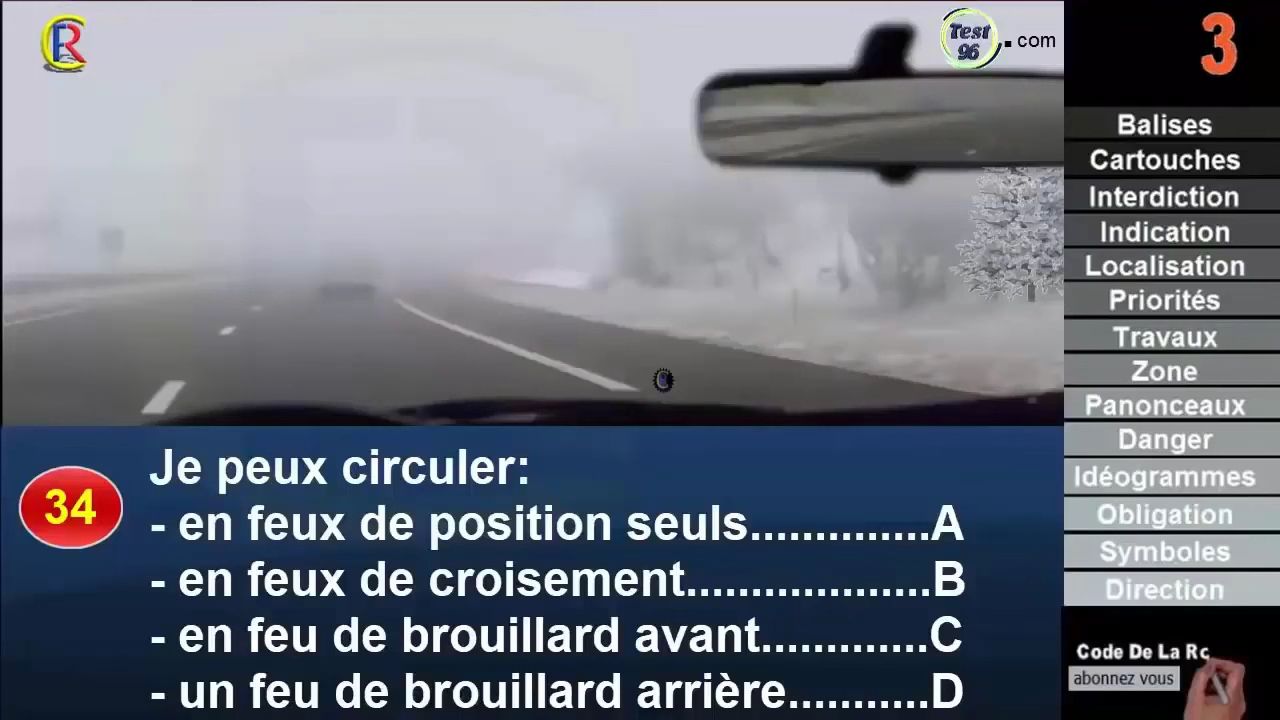 R
Test
96
. com
3
Balises
Cartouches
Interdiction
Indication
Localisation
Priorités
Travaux
Zone
Panonceaux
Danger
Idéogrammes
Obligation
Symboles
Direction
Je peux circuler:
34
- en feux de position seuls..............A
- en feux de croisement...................B
- en feu de brouillard avant.............C
- un feu de brouillard arrière...........D
Code De La Rc
abonnez vous